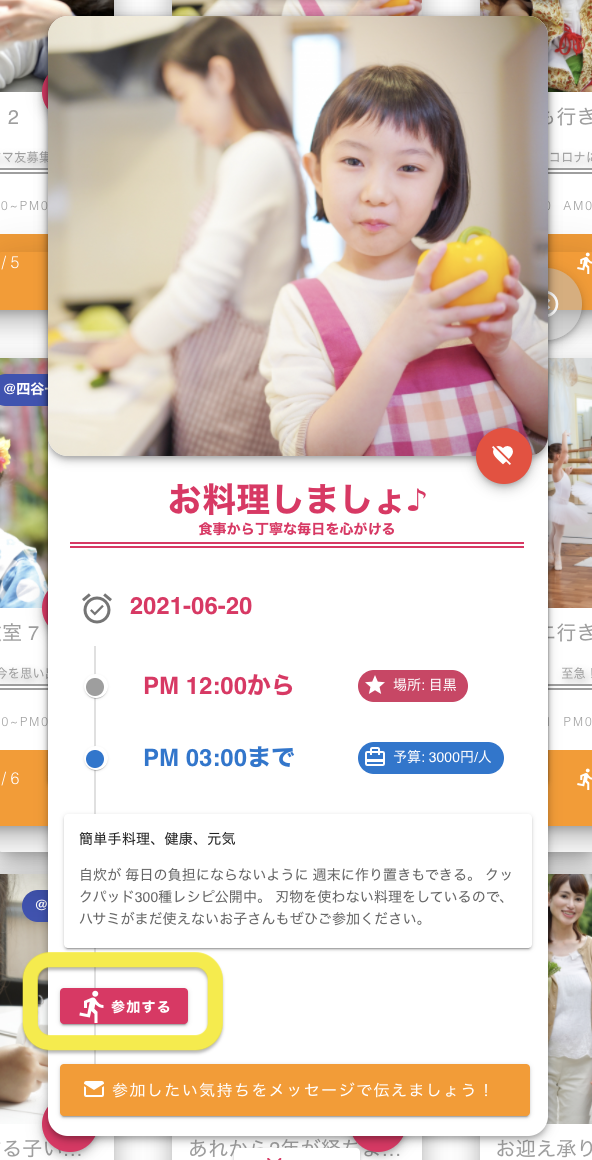 2
ママ友募集
0~PM0
/ 5
@四谷
室 7
今を思い出
0~PM0
/ 6
お料理しましょ♪
食事から丁寧な毎日を心がける
2021-06-20
PM 12:00から
場所: 目黒
PM 03:00まで
予算: 3000円/人
簡単手料理、健康、元気
自炊が 毎日の負担にならないように 週末に作り置きもできる。 クッ
クパッド300種レシピ公開中。 刃物を使わない料理をしているので、
ハサミがまだ使えないお子さんもぜひご参加ください。
参加する
参加したい気持ちをメッセージで伝えましょう！
行き
コロナに
AM0
に行き
至急！
PM0
@
る子い...
あれから2年が経ちま...
お迎え承り